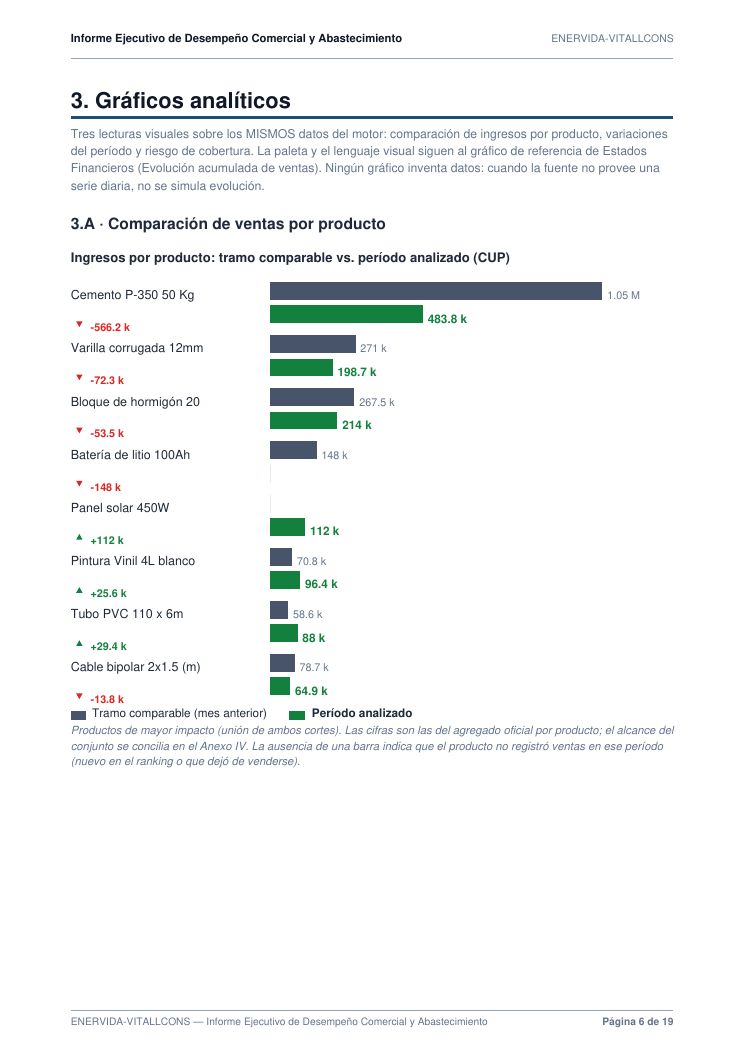 Informe Ejecutivo de Desempeño Comercial y Abastecimiento ENERVIDA-VITALLCONS
3. Gráficos analíticos
Tres lecturas visuales sobre los MISMOS datos del motor: comparación de ingresos por producto, variaciones
del período y riesgo de cobertura. La paleta y el lenguaje visual siguen al gráfico de referencia de Estados
Financieros (Evolución acumulada de ventas). Ningún gráfico inventa datos: cuando la fuente no provee una
serie diaria, no se simula evolución.
3.A · Comparación de ventas por producto
Ingresos por producto: tramo comparable vs. período analizado (CUP)
Cemento P-350 50 Kg 1.05 M
▼ -566.2 k 483.8 k
Varilla corrugada 12mm 271 k
▼ -72.3 k 198.7 k
Bloque de hormigón 20 267.5 k
▼ -53.5 k 214 k
Batería de litio 100Ah 148 k
▼ -148 k
Panel solar 450W
▲ +112 k 112 k
Pintura Vinil 4L blanco 70.8 k
▲ +25.6 k 96.4 k
Tubo PVC 110 x 6m 58.6 k
▲ +29.4 k 88 k
Cable bipolar 2x1.5 (m) 78.7 k
▼ -13.8 k 64.9 k
Tramo comparable (mes anterior) Período analizado
Productos de mayor impacto (unión de ambos cortes). Las cifras son las del agregado oficial por producto; el alcance del
conjunto se concilia en el Anexo IV. La ausencia de una barra indica que el producto no registró ventas en ese período
(nuevo en el ranking o que dejó de venderse).
ENERVIDA-VITALLCONS — Informe Ejecutivo de Desempeño Comercial y Abastecimiento Página 6 de 19